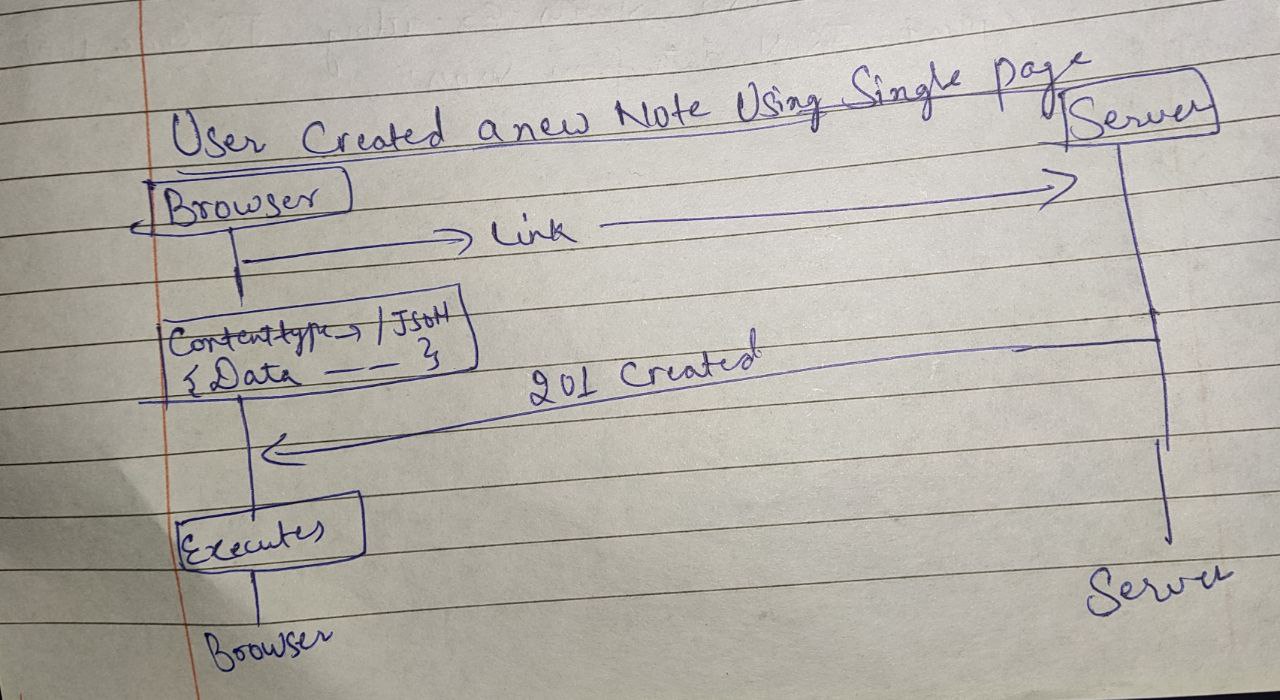 User Created a new Note Using Single page
Server
Browser
Link
Contenttype → /JSON
{Data —— }
201 Created
Executes
Server
Browser